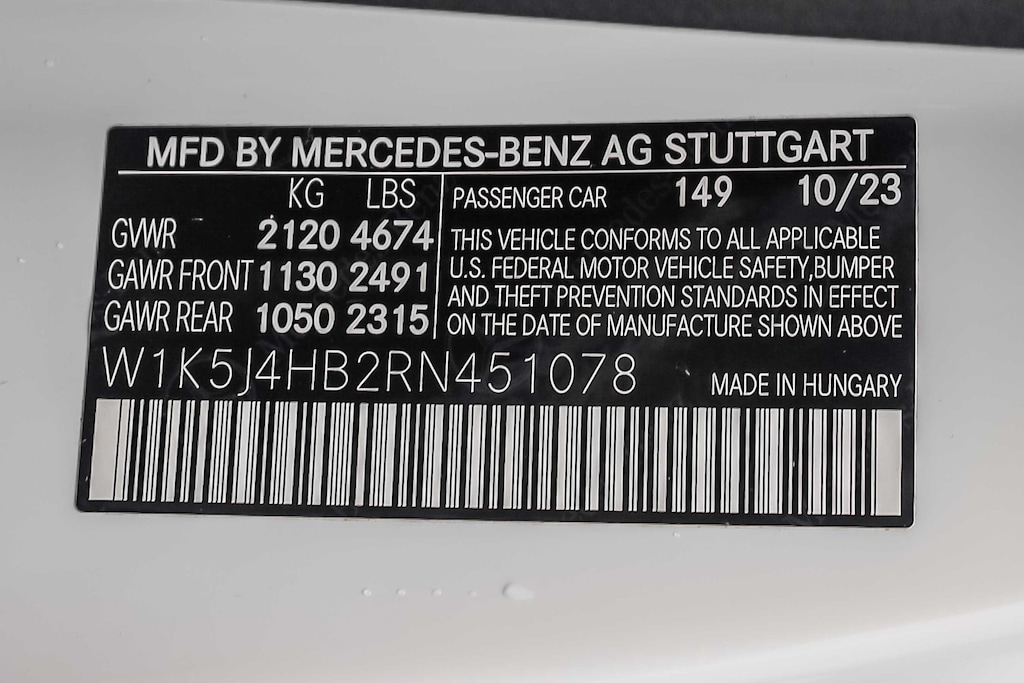 MFD BY MERCEDES-BENZ AG STUTTGART
KG LBS
GVWR 2120 4674
GAWR FRONT 1130 2491
GAWR REAR 1050 2315
PASSENGER CAR 149 10/23
THIS VEHICLE CONFORMS TO ALL APPLICABLE
U.S. FEDERAL MOTOR VEHICLE SAFETY,BUMPER
AND THEFT PREVENTION STANDARDS IN EFFECT
ON THE DATE OF MANUFACTURE SHOWN ABOVE
W1K5J4HB2RN451078
MADE IN HUNGARY